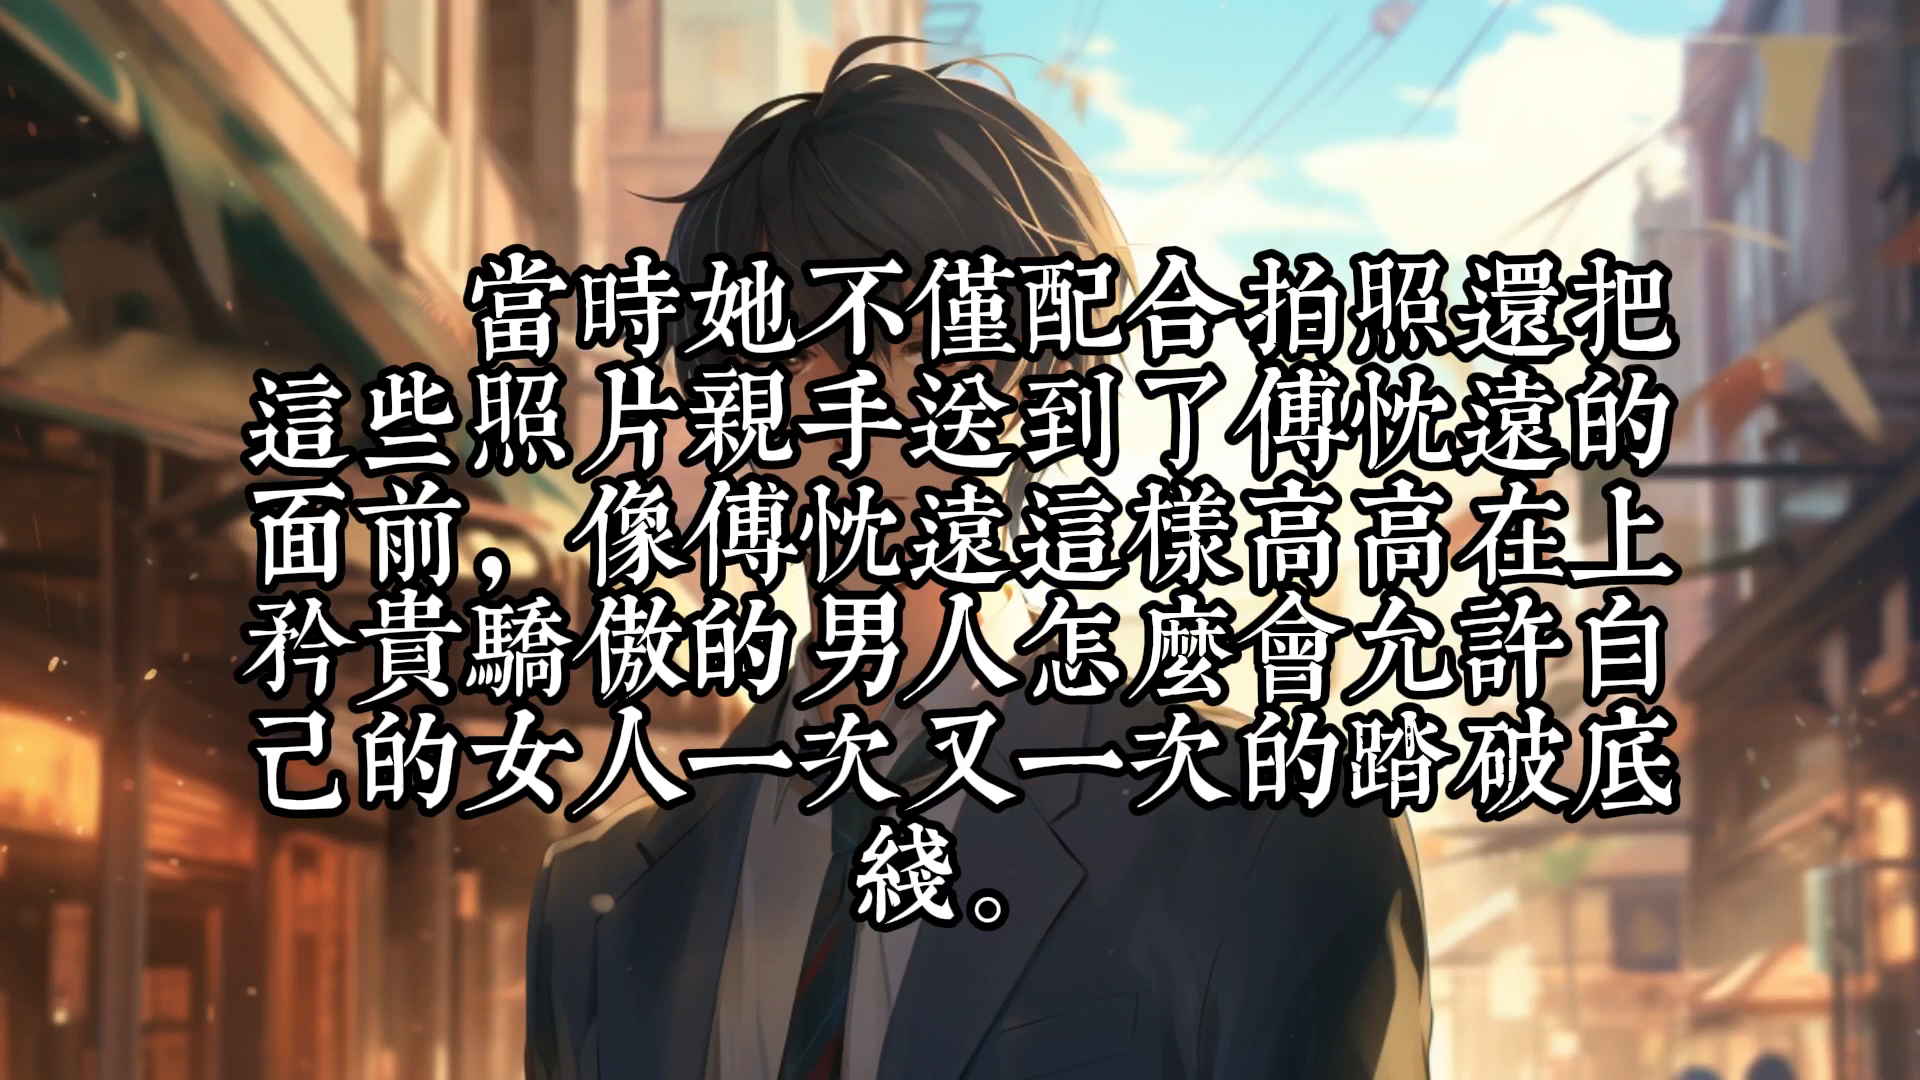 當時她不僅配合拍照還把
這些照片親手送到了傅忱遠的
面前，像傅忱遠這樣高高在上
矜貴驕傲的男人怎麼會允許自
己的女人一次又一次的踏破底
綫。